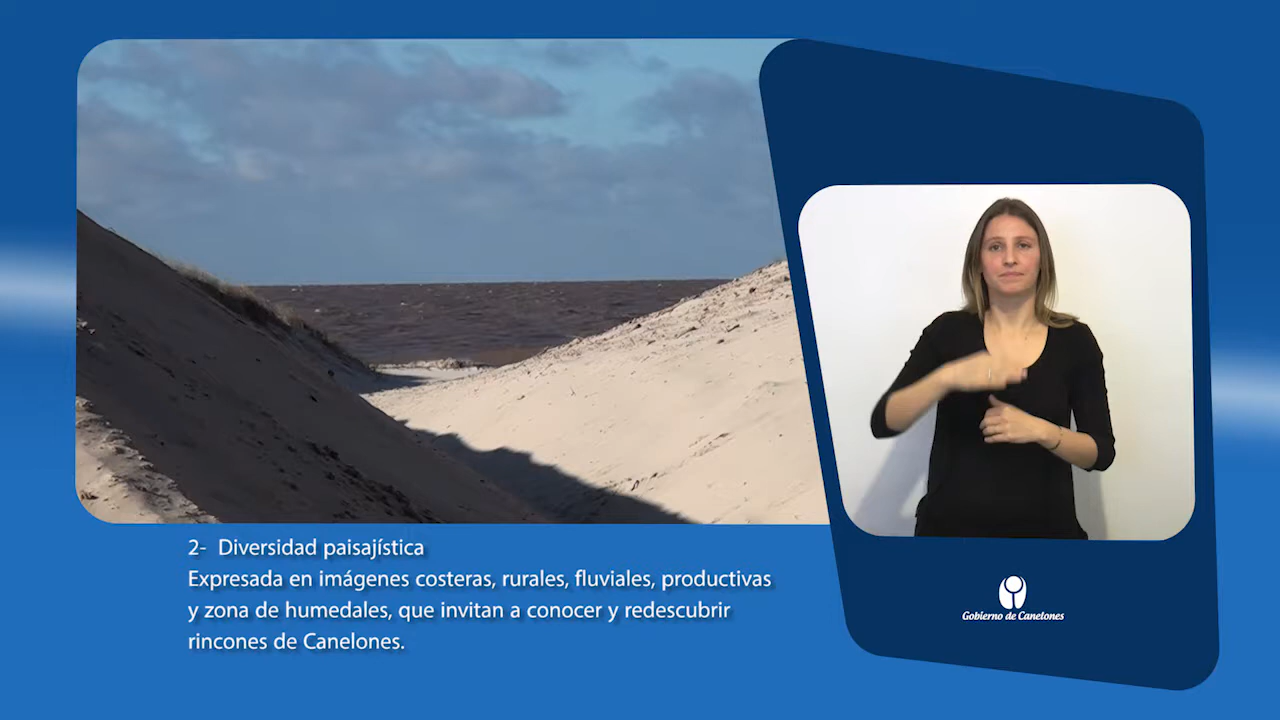 2- Diversidad paisajística
Expresada en imágenes costeras, rurales, fluviales, productivas
y zona de humedales, que invitan a conocer y redescubrir
rincones de Canelones.
Gobierno de Canelones